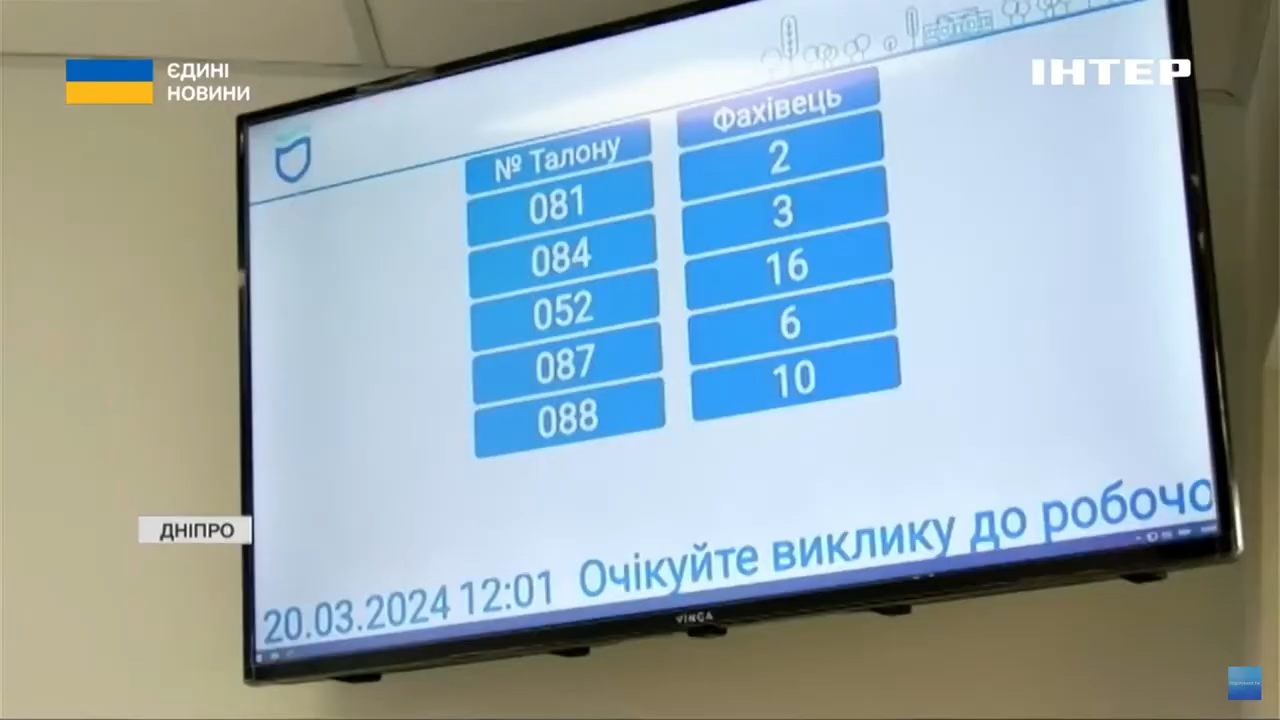 ЄДИНІ
НОВИНИ
ІНТЕР
№ Талону Фахівець
081 2
084 3
052 16
087 6
088 10
ДНІПРО
20.03.2024 12:01 Очікуйте виклику до робочо
VINGA